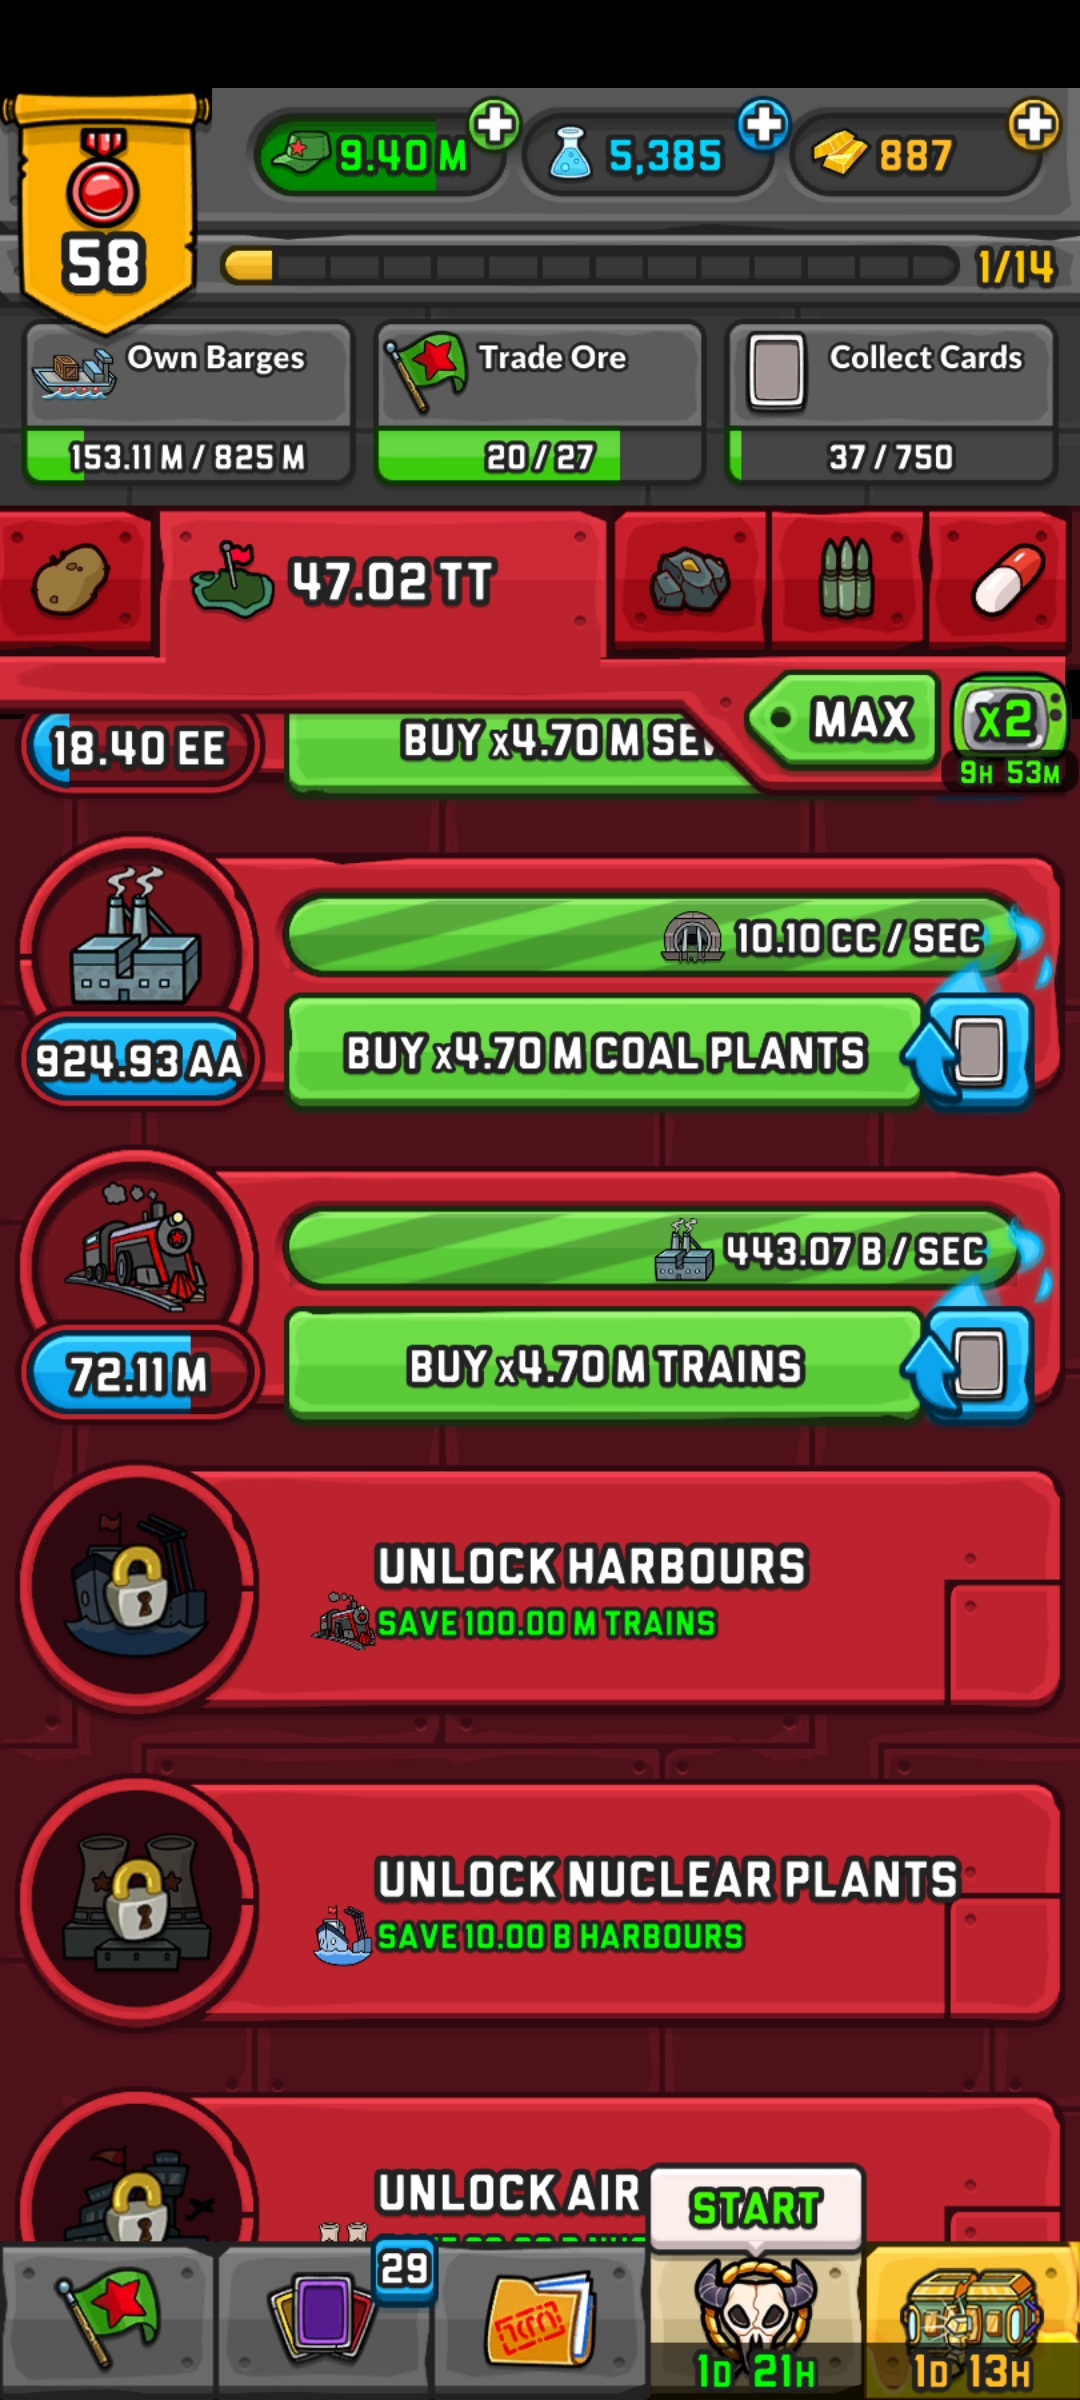 9.40 M
5,385
887
58
1/14
Own Barges
153.11 M / 825 M
Trade Ore
20 / 27
Collect Cards
37 / 750
47.02 TT
MAX
x2
9H 53M
18.40 EE
BUY x4.70 M
10.10 CC / SEC
924.93 AA
BUY x4.70 M COAL PLANTS
443.07 B / SEC
72.11 M
BUY x4.70 M TRAINS
UNLOCK HARBOURS
SAVE 100.00 M TRAINS
UNLOCK NUCLEAR PLANTS
SAVE 10.00 B HARBOURS
UNLOCK AIR
START
29
1D 21H
1D 13H